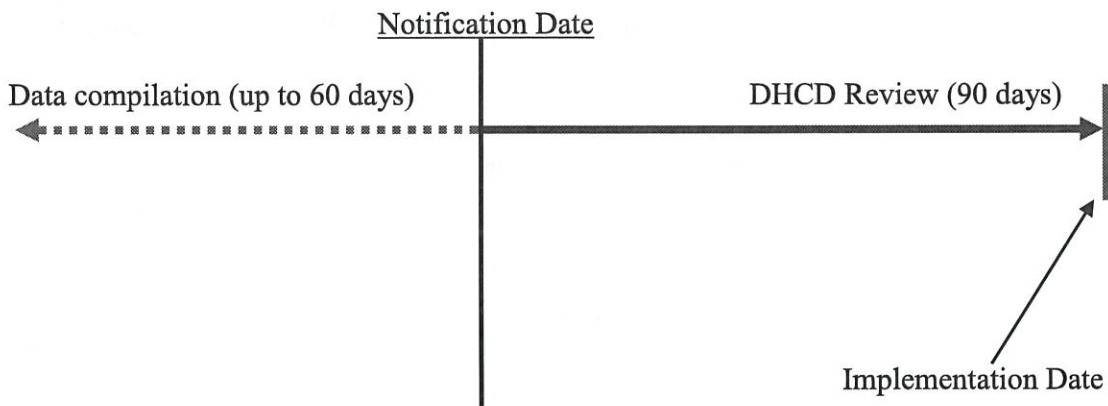 Notification Date
Data compilation (up to 60 days)
DHCD Review (90 days)
Implementation Date